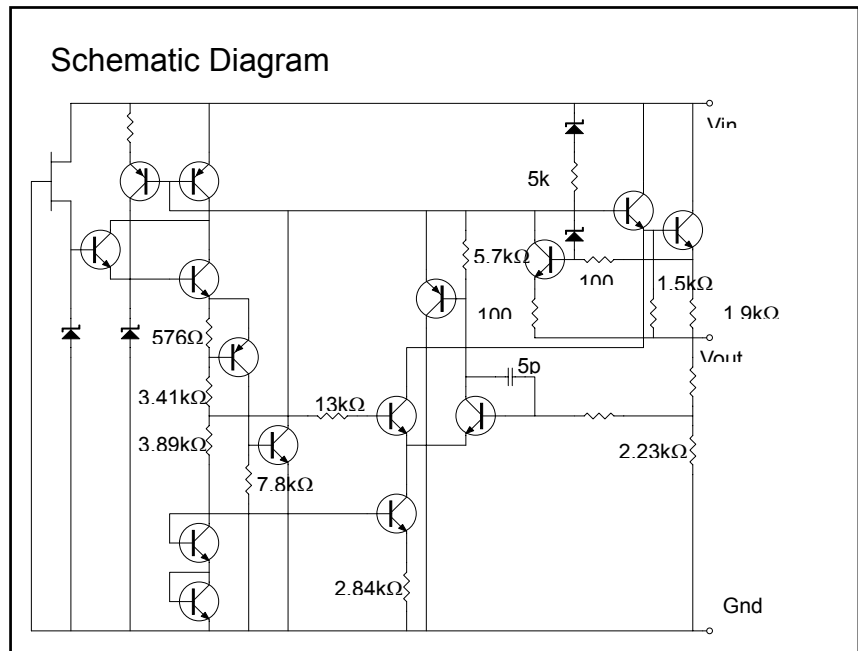 Schematic Diagram
Vin
5k
5.7kΩ
100
1.5kΩ
100
1.9kΩ
576Ω
Vout
5p
3.41kΩ
13kΩ
3.89kΩ
2.23kΩ
7.8kΩ
2.84kΩ
Gnd